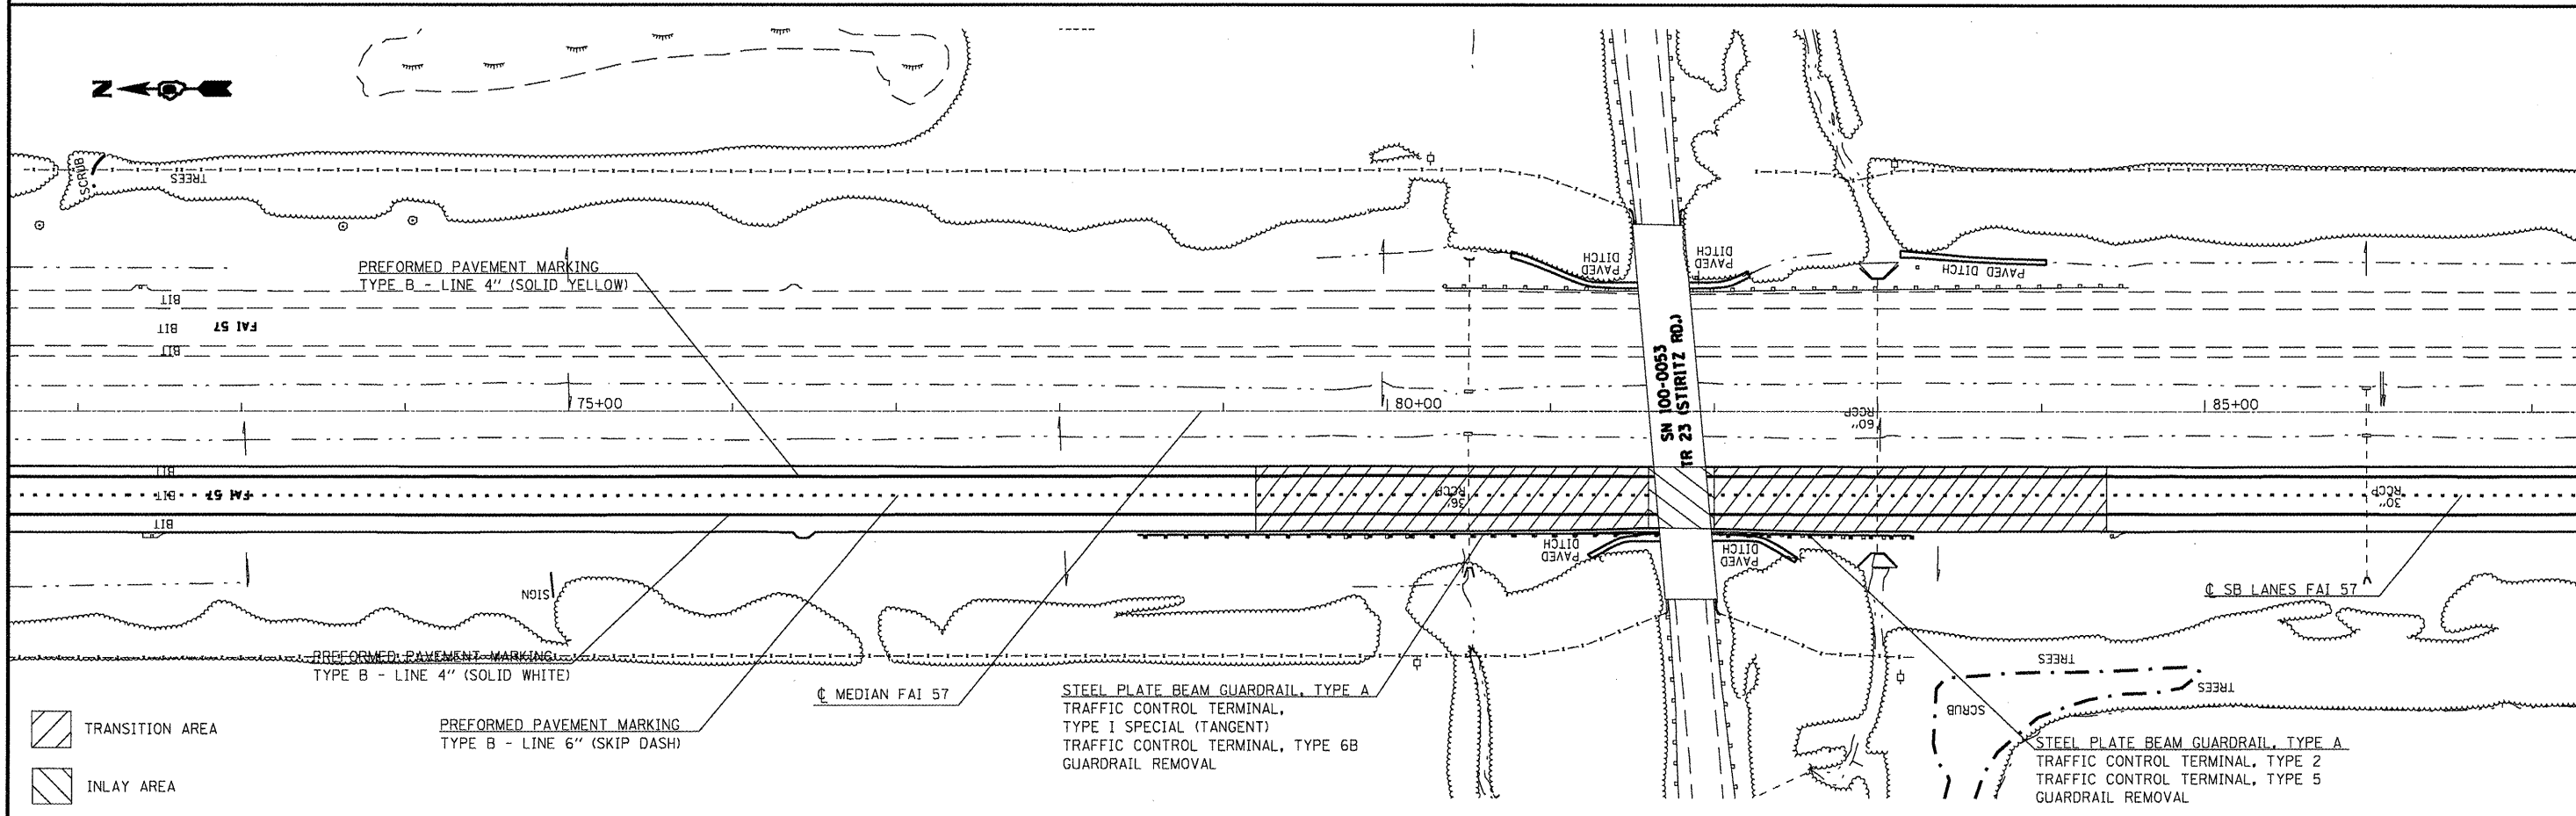 N
SCRUB
TREES
PREFORMED PAVEMENT MARKING
TYPE B - LINE 4" (SOLID YELLOW)
PAVED DITCH
PAVED DITCH
PAVED DITCH
BIT
BIT
FAI 57
BIT
75+00
80+00
85+00
SN 100-0053
TR 23 (STIRITZ RD.)
60" RCCP
BIT
BIT
FAI 57
BIT
36" RCCP
30" RCCP
PAVED DITCH
PAVED DITCH
SIGN
℄ SB LANES FAI 57
PREFORMED PAVEMENT MARKING
TYPE B - LINE 4" (SOLID WHITE)
℄ MEDIAN FAI 57
PREFORMED PAVEMENT MARKING
TYPE B - LINE 6" (SKIP DASH)
STEEL PLATE BEAM GUARDRAIL, TYPE A
TRAFFIC CONTROL TERMINAL,
TYPE I SPECIAL (TANGENT)
TRAFFIC CONTROL TERMINAL, TYPE 6B
GUARDRAIL REMOVAL
TREES
TREES
SCRUB
STEEL PLATE BEAM GUARDRAIL, TYPE A
TRAFFIC CONTROL TERMINAL, TYPE 2
TRAFFIC CONTROL TERMINAL, TYPE 5
GUARDRAIL REMOVAL
TRANSITION AREA
INLAY AREA